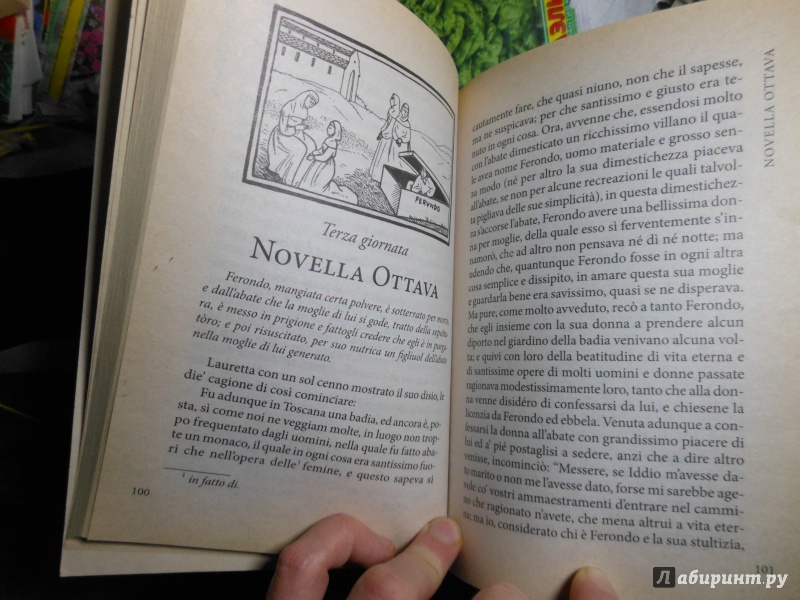 FERVNDO
Terza giornata
NOVELLA OTTAVA
Ferondo, mangiata certa polvere, è sotterrato per morto,
e dall'abate che la moglie di lui si gode, tratto della sepol-
è messo in prigione e fattogli credere che egli è in purga-
e poi risuscitato, per suo nutrica un figliuol dell'abate
nella moglie di lui generato.
Lauretta con un sol cenno mostrato il suo disio, le
die' cagione di così cominciare:
Fu adunque in Toscana una badia, ed ancora è, po-
sta, sì come noi ne veggiam molte, in luogo non trop-
po frequentato dagli uomini, nella quale fu fatto aba-
te un monaco, il quale in ogni cosa era santissimo fuo-
ri che nell'opera delle¹ femine, e questo sapeva sì
¹ in fatto di.
100
cautamente fare, che quasi niuno, non che il sapesse,
ma ne suspicava; per che santissimo e giusto era te-
nuto in ogni cosa. Ora, avvenne che, essendosi molto
con l'abate dimesticato un ricchissimo villano il qua-
le avea nome Ferondo, uomo materiale e grosso sen-
za modo (né per altro la sua dimestichezza piaceva
all'abate, se non per alcune recreazioni le quali talvol-
ta pigliava delle sue simplicità), in questa dimestichez-
za s'accorse l'abate, Ferondo avere una bellissima don-
na per moglie, della quale esso sì ferventemente s'in-
namorò, che ad altro non pensava né dì né notte; ma
udendo che, quantunque Ferondo fosse in ogni altra
cosa semplice e dissipito, in amare questa sua moglie
e guardarla bene era savissimo, quasi se ne disperava.
Ma pure, come molto avveduto, recò a tanto Ferondo,
che egli insieme con la sua donna a prendere alcun
diporto nel giardino della badia venivano alcuna vol-
ta; e quivi con loro della beatitudine di vita eterna e
di santissime opere di molti uomini e donne passate
ragionava modestissimamente loro, tanto che alla don-
na venne disidéro di confessarsi da lui, e chiesene la
licenzia da Ferondo ed ebbela. Venuta adunque a con-
fessarsi la donna all'abate con grandissimo piacere di
lui ed a' piè postaglisi a sedere, anzi che a dire altro
venisse, incominciò: "Messere, se Iddio m'avesse da-
to marito o non me l'avesse dato, forse mi sarebbe age-
vole co' vostri ammaestramenti d'entrare nel cammi-
no che ragionato n'avete, che mena altrui a vita eter-
na; ma io, considerato chi è Ferondo e la sua stultizia,
101
NOVELLA OTTAVA
Лабиринт.ру